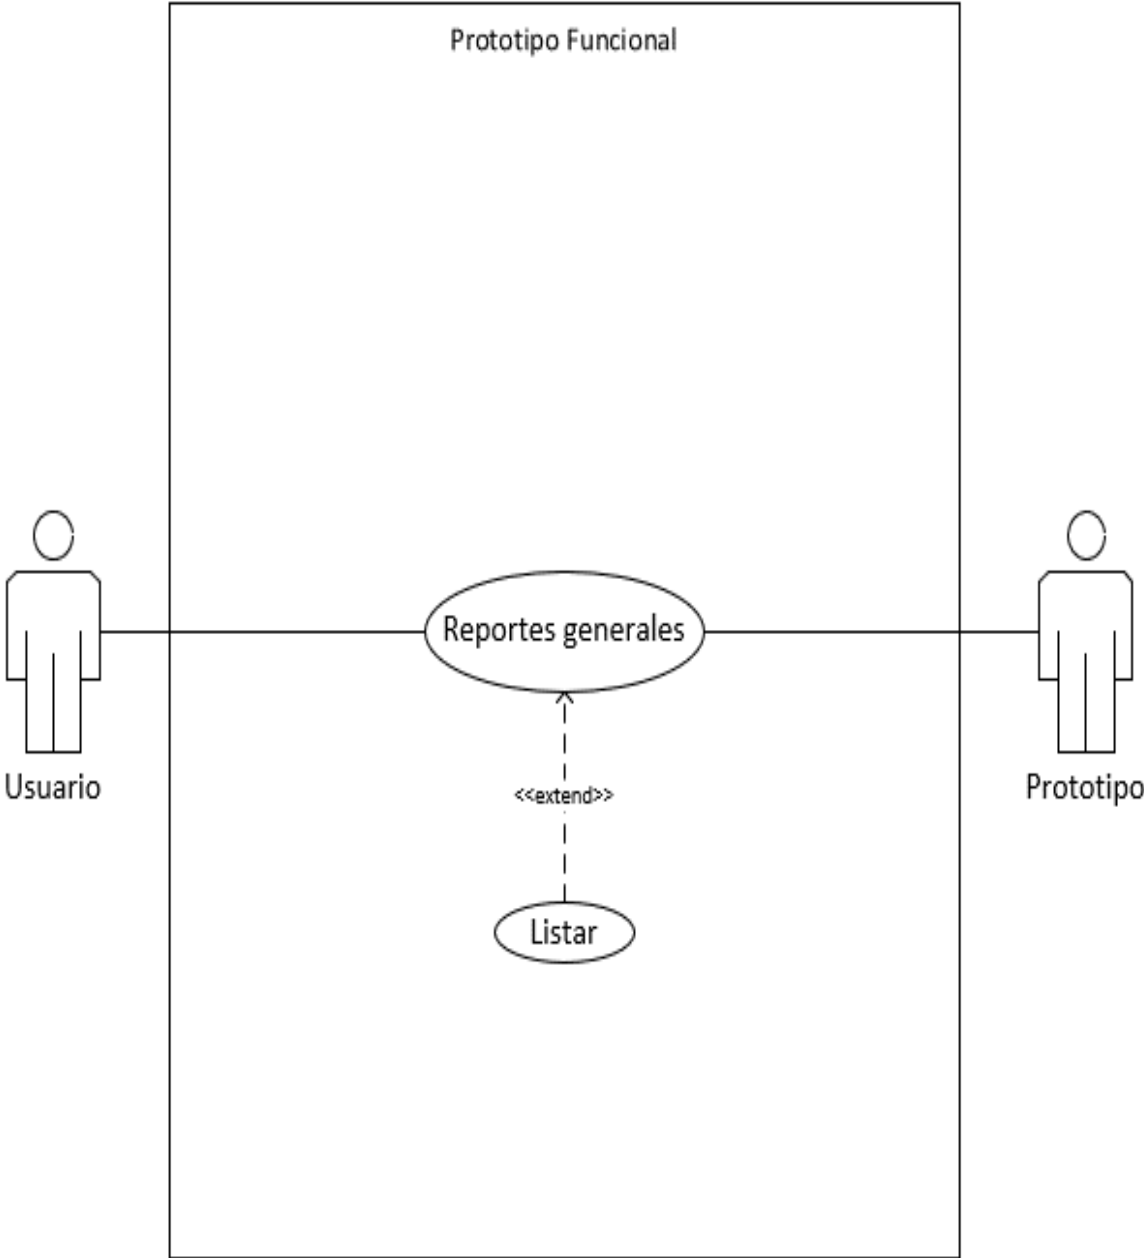 Prototipo Funcional
Reportes generales
Usuario
Prototipo
<<extend>>
Listar